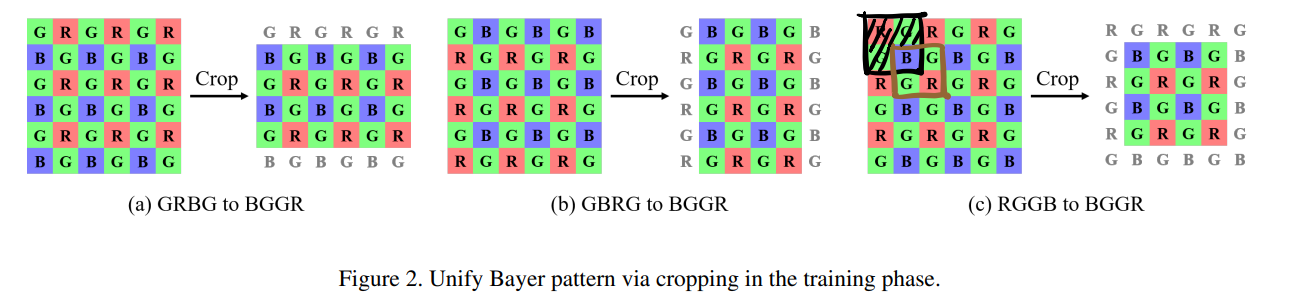 G R G R G R
B G B G B G
G R G R G R
B G B G B G
G R G R G R
B G B G B G
Crop
G R G R G R
B G B G B G
G R G R G R
B G B G B G
G R G R G R
B G B G B G
(a) GRBG to BGGR
G B G B G B
R G R G R G
G B G B G B
R G R G R G
G B G B G B
R G R G R G
Crop
G B G B G B
R G R G R G
G B G B G B
R G R G R G
G B G B G B
R G R G R G
(b) GBRG to BGGR
R G R G
B G B G B
R G R G R G
G B G B G B
R G R G R G
G B G B G B
Crop
R G R G R G
G B G B G B
R G R G R G
G B G B G B
R G R G R G
G B G B G B
(c) RGGB to BGGR
Figure 2. Unify Bayer pattern via cropping in the training phase.